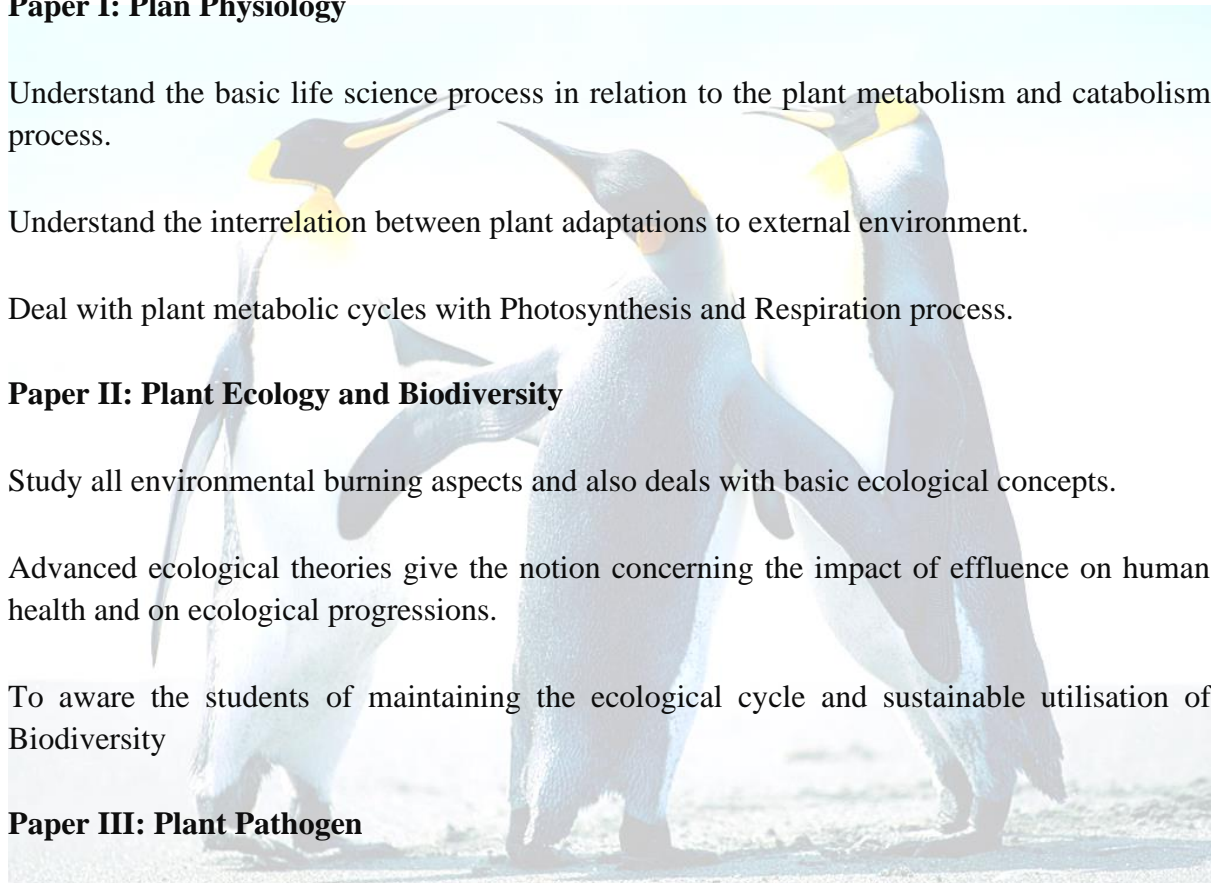 Paper I: Plan Physiology
Understand the basic life science process in relation to the plant metabolism and catabolism
process.
Understand the interrelation between plant adaptations to external environment.
Deal with plant metabolic cycles with Photosynthesis and Respiration process.
Paper II: Plant Ecology and Biodiversity
Study all environmental burning aspects and also deals with basic ecological concepts.
Advanced ecological theories give the notion concerning the impact of effluence on human
health and on ecological progressions.
To aware the students of maintaining the ecological cycle and sustainable utilisation of
Biodiversity
Paper III: Plant Pathogen